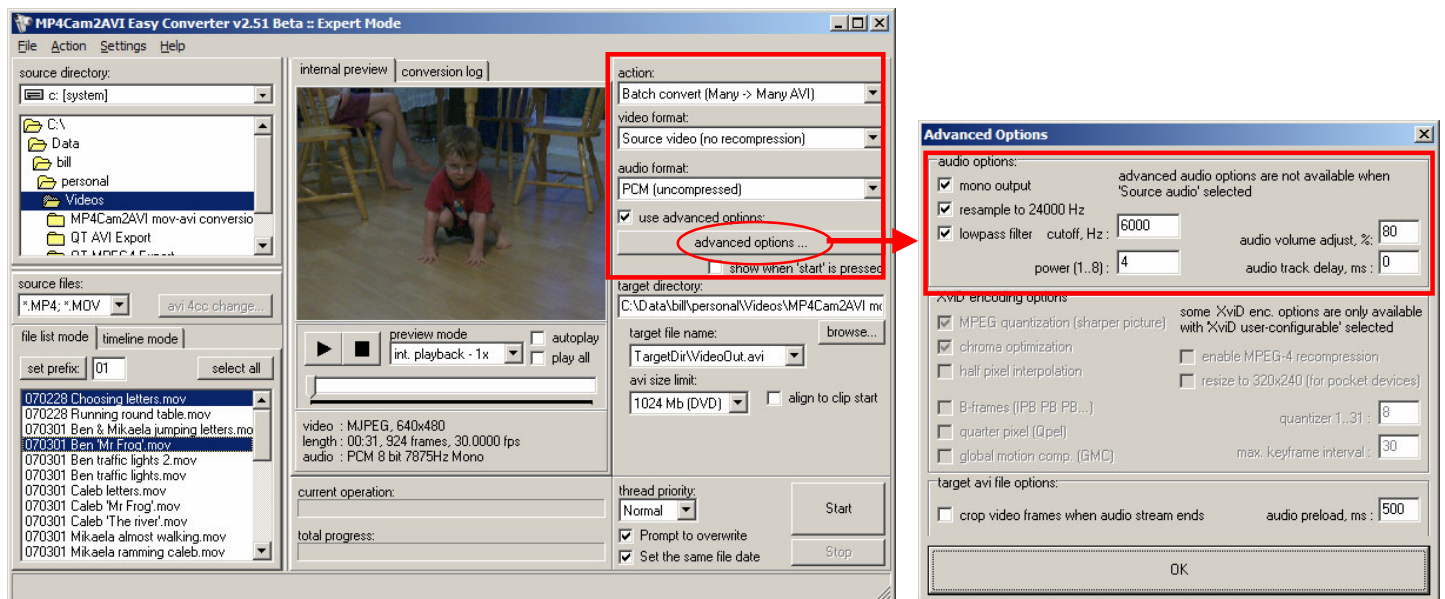 MP4Cam2AVI Easy Converter v2.51 Beta :: Expert Mode
File Action Settings Help
source directory:
c: [system]
C:\
Data
bill
personal
Videos
MP4Cam2AVI mov-avi conversio
QT AVI Export
source files:
*.MP4; *.MOV
avi 4cc change...
file list mode
timeline mode
set prefix:
01
select all
070228 Choosing letters.mov
070228 Running round table.mov
070301 Ben & Mikaela jumping letters.mo
070301 Ben 'Mr Frog'.mov
070301 Ben traffic lights 2.mov
070301 Ben traffic lights.mov
070301 Caleb letters.mov
070301 Caleb 'Mr Frog'.mov
070301 Caleb 'The river'.mov
070301 Mikaela almost walking.mov
070301 Mikaela ramming caleb.mov
internal preview
conversion log
preview mode
int. playback - 1x
autoplay
play all
video : MJPEG, 640x480
length : 00:31, 924 frames, 30.0000 fps
audio : PCM 8 bit 7875Hz Mono
current operation:
total progress:
action:
Batch convert (Many -> Many AVI)
video format:
Source video (no recompression)
audio format:
PCM (uncompressed)
use advanced options:
advanced options ...
show when 'start' is pressed
target directory:
C:\Data\bill\personal\Videos\MP4Cam2AVI mo
target file name:
browse...
TargetDir\VideoOut.avi
avi size limit:
1024 Mb (DVD)
align to clip start
thread priority:
Normal
Start
Prompt to overwrite
Set the same file date
Stop
Advanced Options
audio options:
mono output
advanced audio options are not available when
'Source audio' selected
resample to 24000 Hz
lowpass filter cutoff, Hz : 6000
audio volume adjust, %: 80
power (1..8) : 4
audio track delay, ms : 0
XviD encoding options
some XviD enc. options are only available
with 'XviD user-configurable' selected
MPEG quantization (sharper picture)
chroma optimization
enable MPEG-4 recompression
half pixel interpolation
resize to 320x240 (for pocket devices)
B-frames (IPB PB PB...)
quantizer 1..31 : 8
quarter pixel (Qpel)
global motion comp. (GMC)
max. keyframe interval : 30
target avi file options:
crop video frames when audio stream ends
audio preload, ms : 500
OK